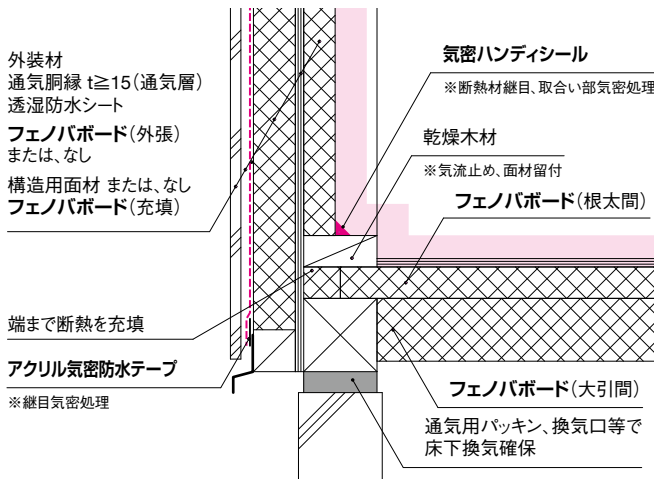 外装材
通気胴縁 t≧15(通気層)
透湿防水シート
フェノバボード(外張)
または、なし
構造用面材 または、なし
フェノバボード(充填)
端まで断熱を充填
アクリル気密防水テープ
※継目気密処理
気密ハンディシール
※断熱材継目、取合い部気密処理
乾燥木材
※気流止め、面材留付
フェノバボード(根太間)
フェノバボード(大引間)
通気用パッキン、換気口等で
床下換気確保